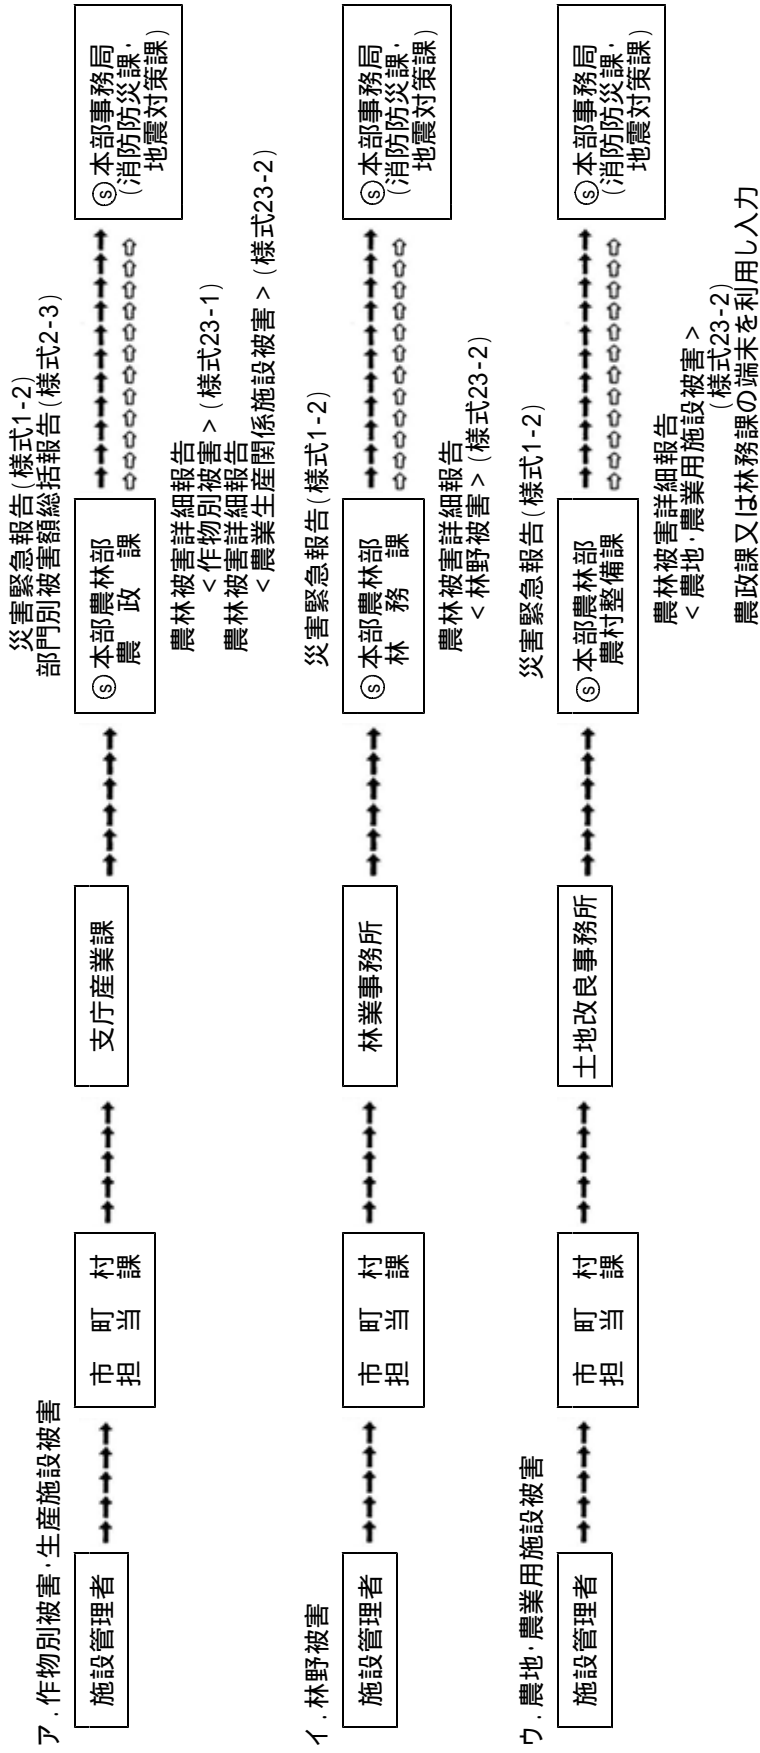 ア.作物別被害・生産施設被害
施設管理者
市町村
担当課
支庁産業課
災害緊急報告(様式1-2)
部門別被害額総括報告(様式2-3)
Ⓢ本部農林部
農政課
農林被害詳細報告
<作物別被害>(様式23-1)
農林被害詳細報告
<農業生産関係施設被害>(様式23-2)
Ⓢ本部事務局
(消防防災課・
地震対策課)
イ.林野被害
施設管理者
市町村
担当課
林業事務所
災害緊急報告(様式1-2)
Ⓢ本部農林部
林務課
農林被害詳細報告
<林野被害>(様式23-2)
Ⓢ本部事務局
(消防防災課・
地震対策課)
ウ.農地・農業用施設被害
施設管理者
市町村
担当課
土地改良事務所
災害緊急報告(様式1-2)
Ⓢ本部農林部
農村整備課
農林被害詳細報告
<農地・農業用施設被害>
(様式23-2)
農政課又は林務課の端末を利用し入力
Ⓢ本部事務局
(消防防災課・
地震対策課)